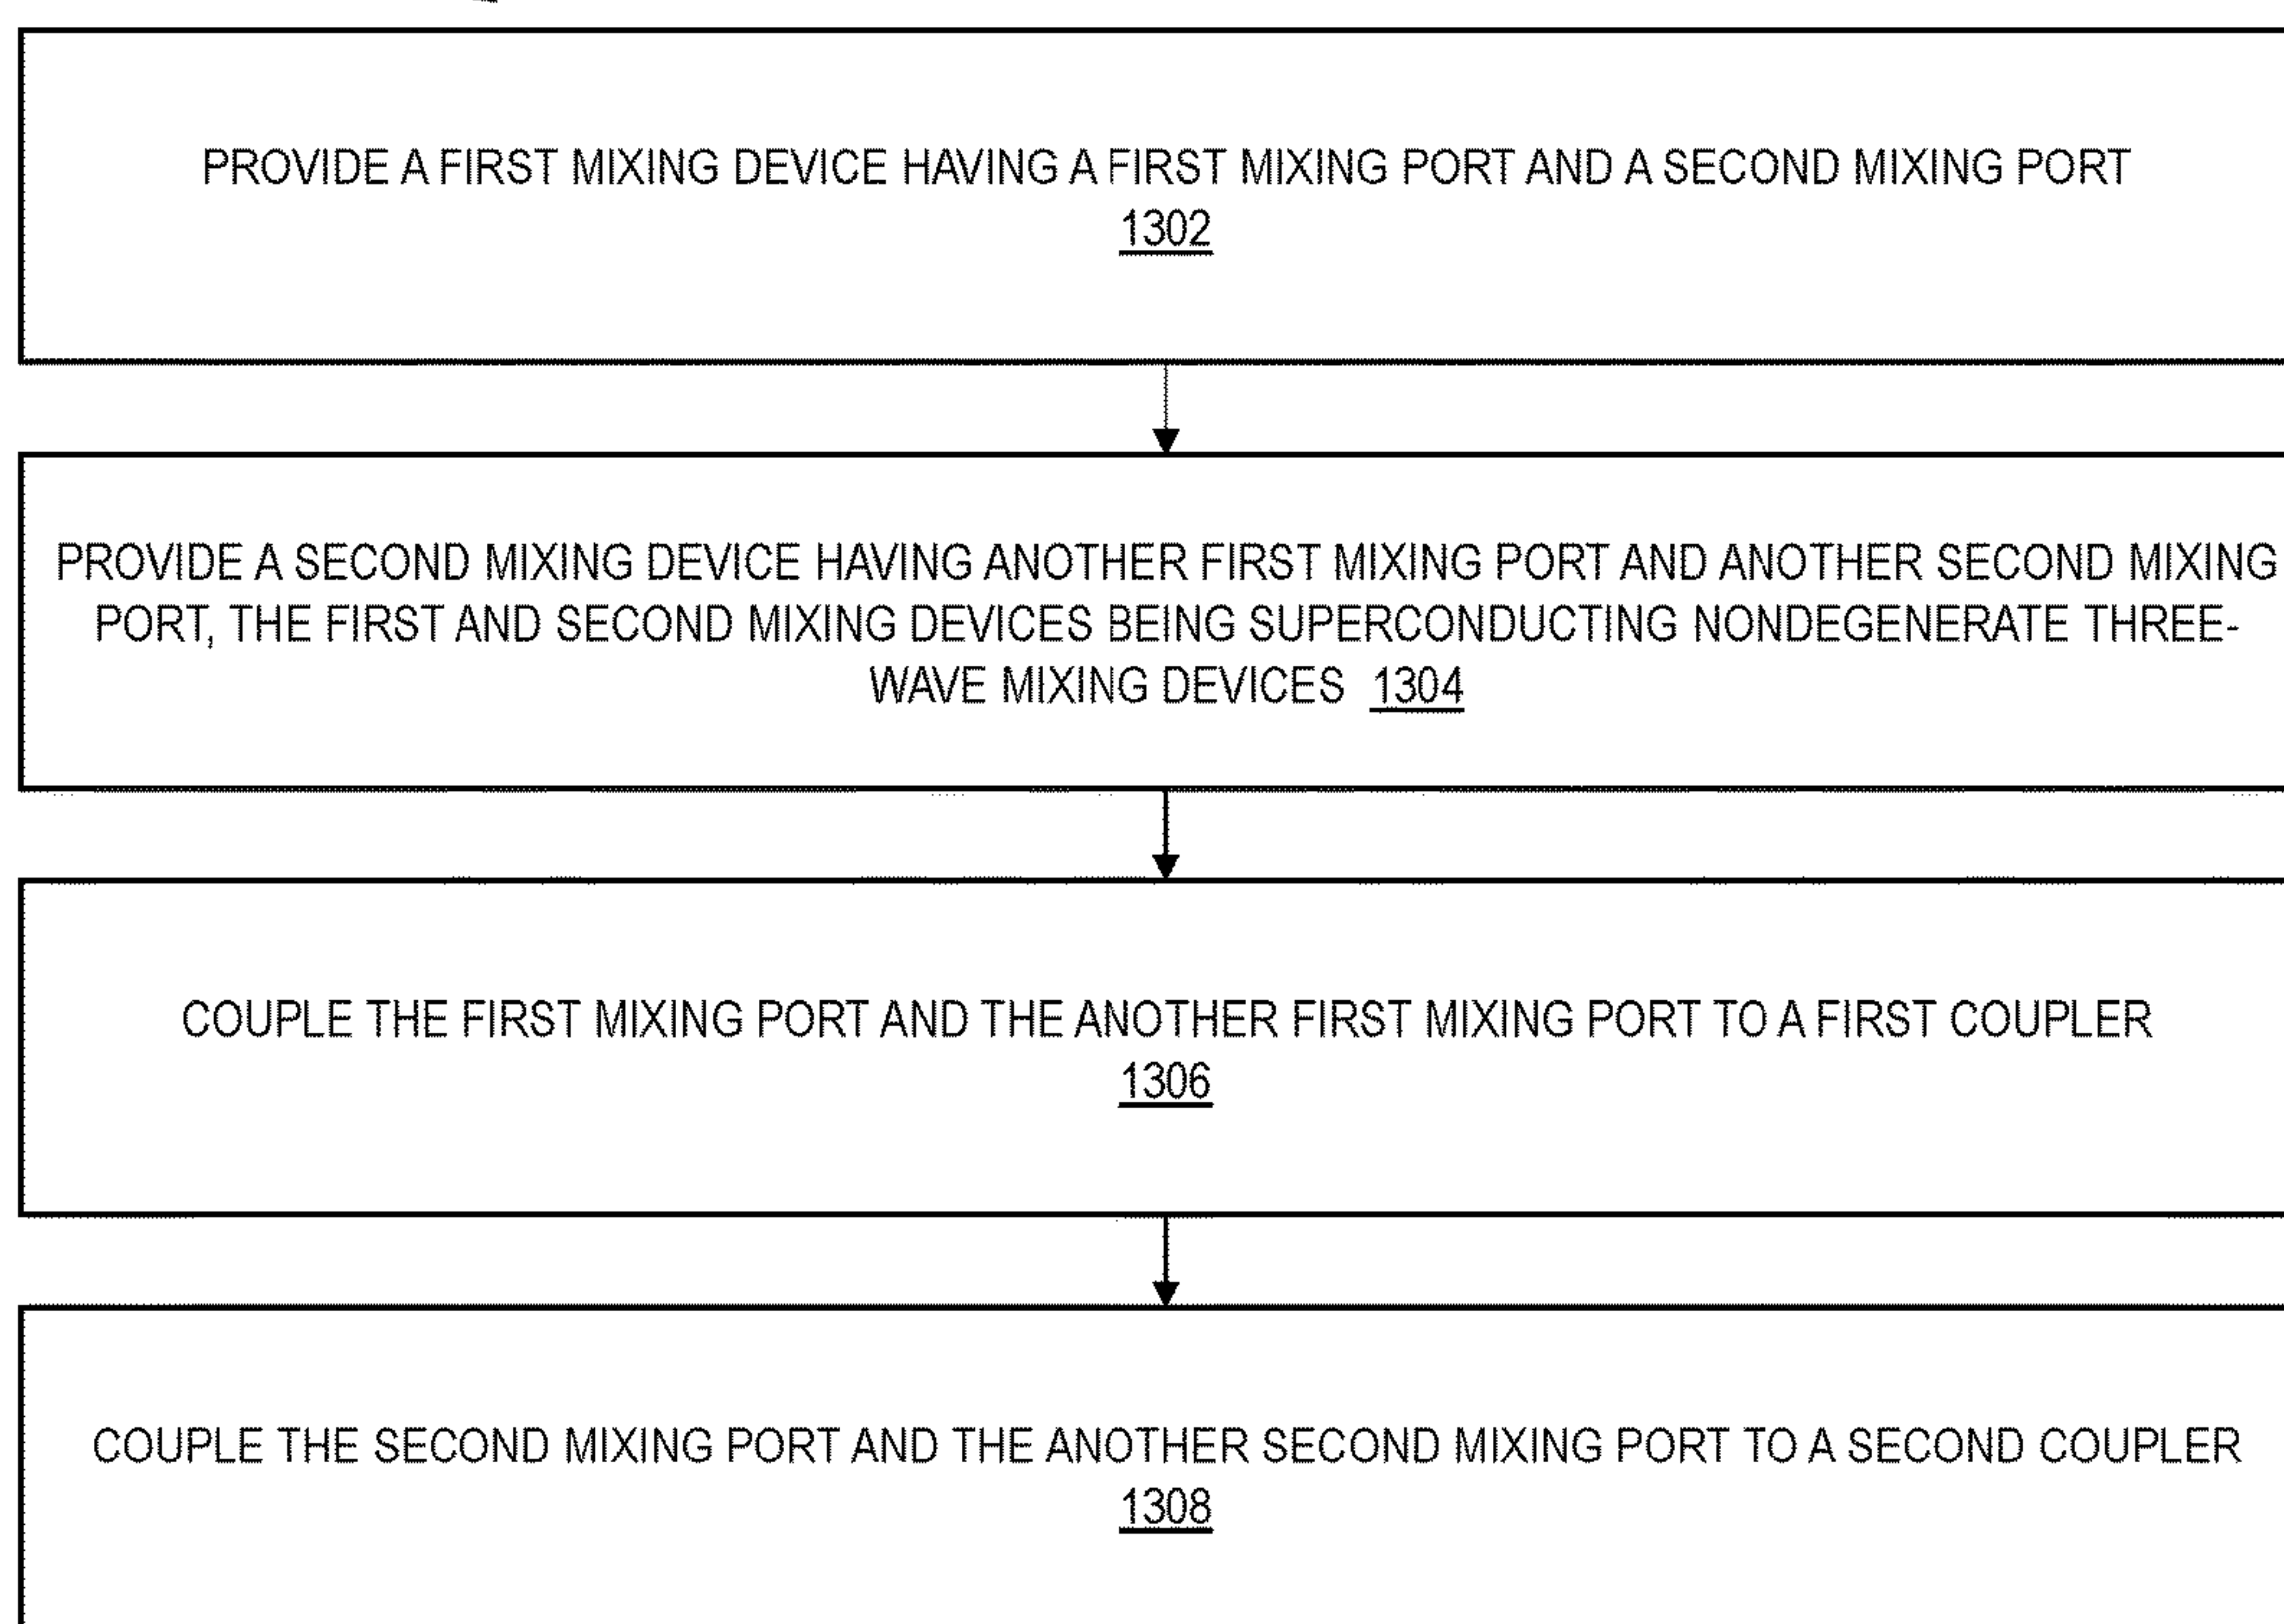 PROVIDE A FIRST MIXING DEVICE HAVING A FIRST MIXING PORT AND A SECOND MIXING PORT
1302
PROVIDE A SECOND MIXING DEVICE HAVING ANOTHER FIRST MIXING PORT AND ANOTHER SECOND MIXING
PORT, THE FIRST AND SECOND MIXING DEVICES BEING SUPERCONDUCTING NONDEGENERATE THREE-
WAVE MIXING DEVICES 1304
COUPLE THE FIRST MIXING PORT AND THE ANOTHER FIRST MIXING PORT TO A FIRST COUPLER
1306
COUPLE THE SECOND MIXING PORT AND THE ANOTHER SECOND MIXING PORT TO A SECOND COUPLER
1308